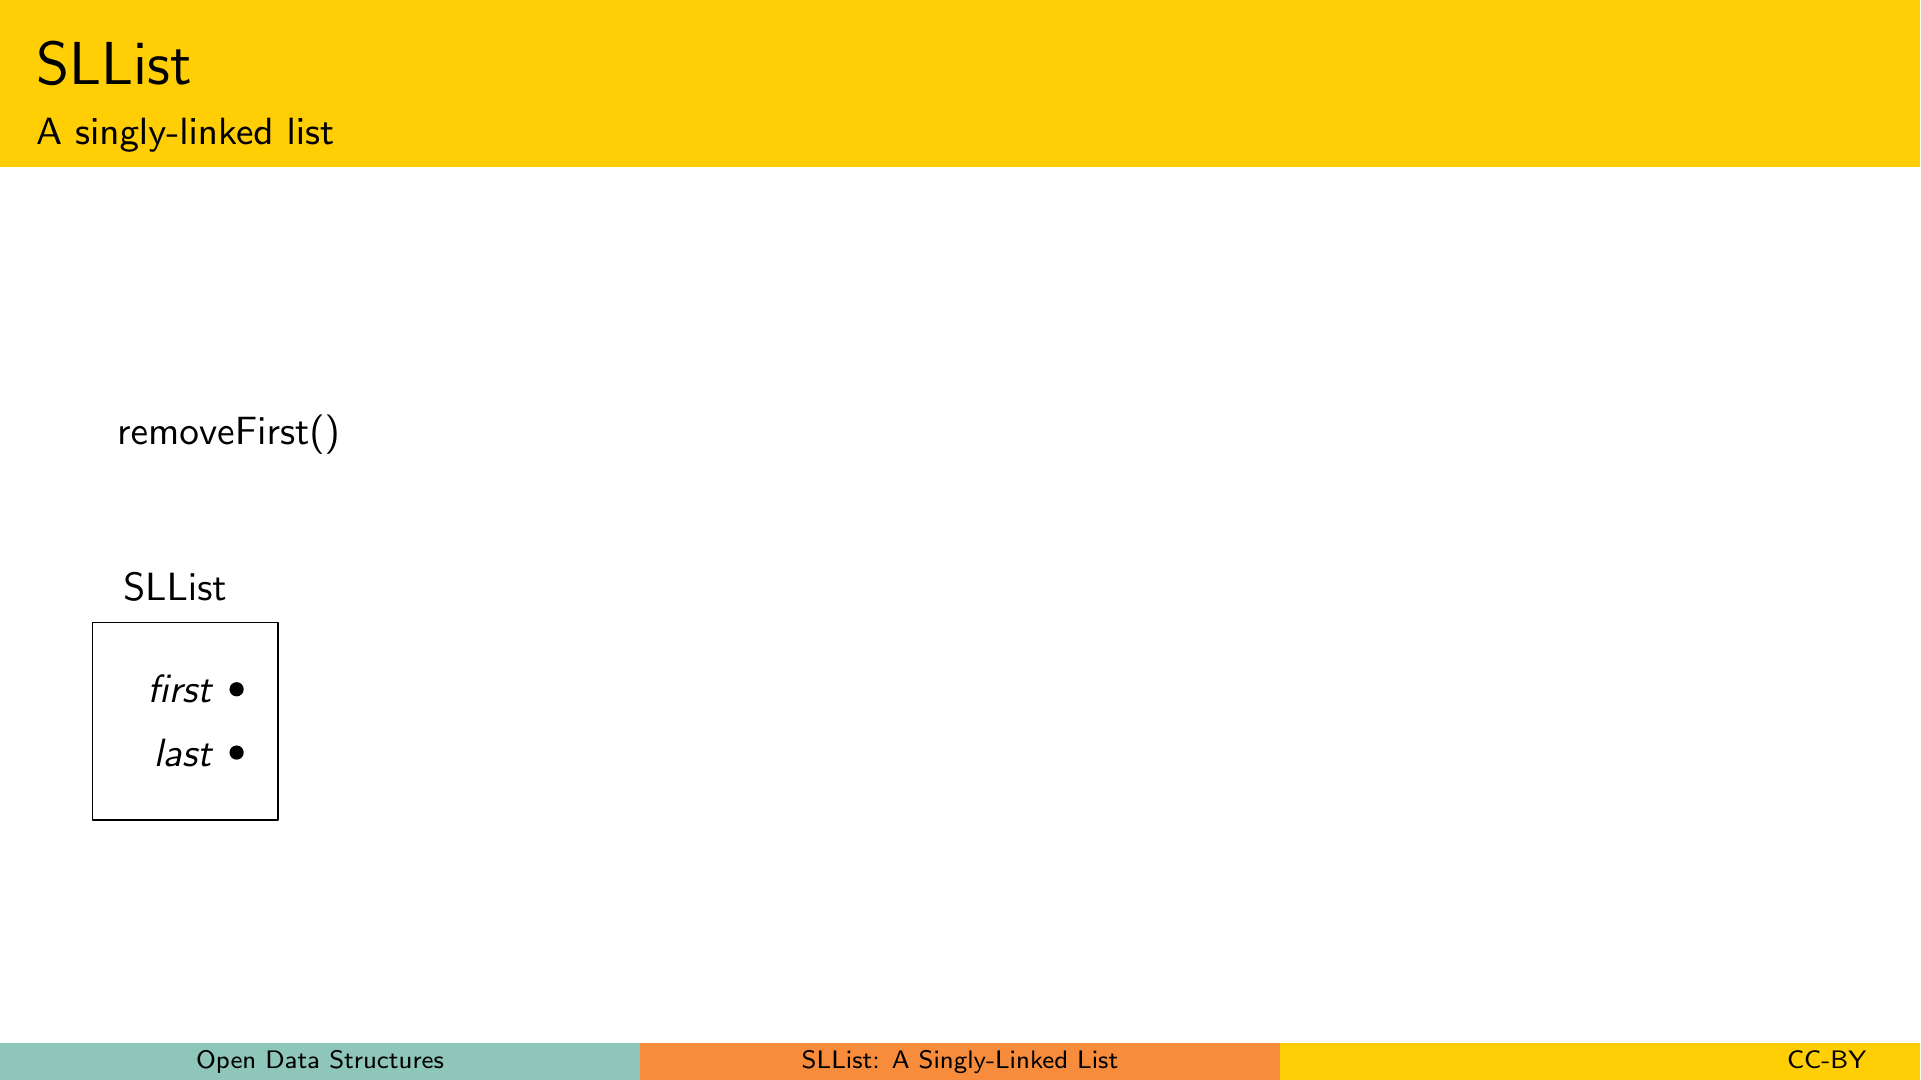 SLList
A singly-linked list
removeFirst()
SLList
first •
last •
Open Data Structures
SLList: A Singly-Linked List
CC-BY